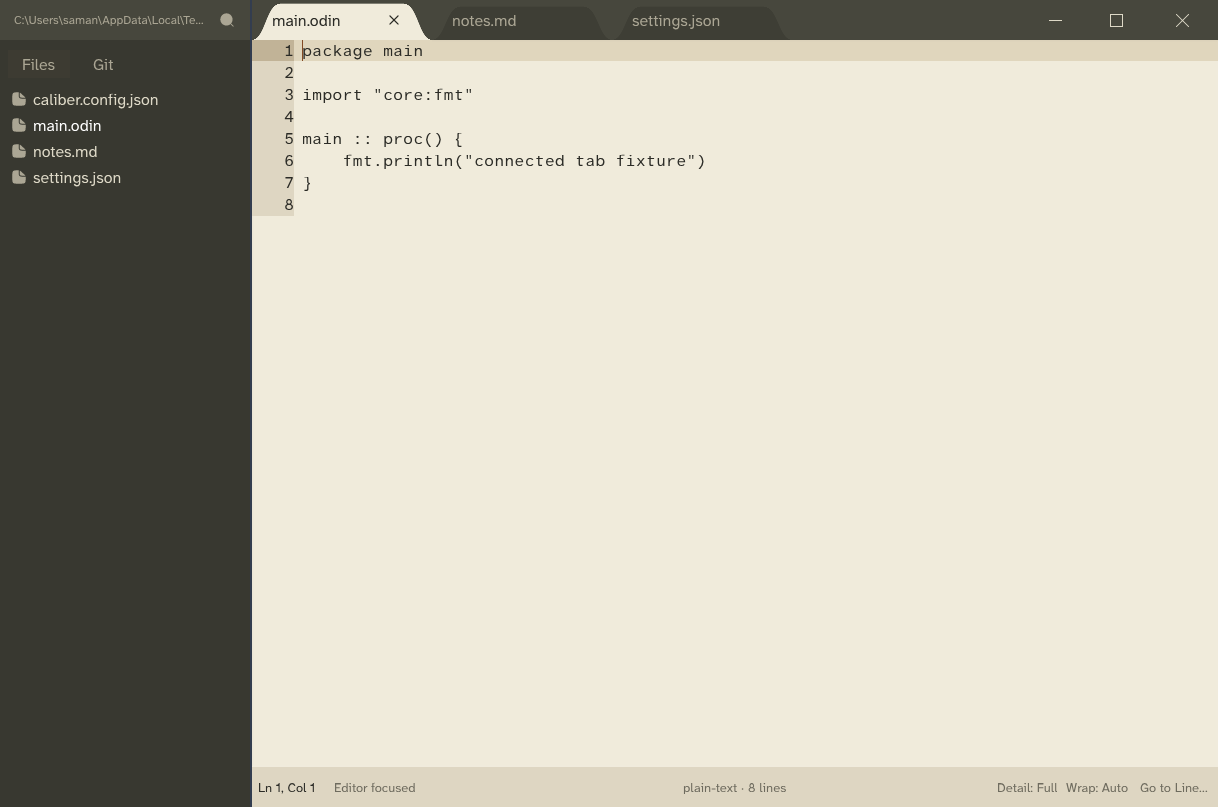 C:\Users\saman\AppData\Local\Te...
main.odin
notes.md
settings.json
Files
Git
caliber.config.json
main.odin
notes.md
settings.json
1 package main
2
3 import "core:fmt"
4
5 main :: proc() {
6     fmt.println("connected tab fixture")
7 }
8
Ln 1, Col 1
Editor focused
plain-text · 8 lines
Detail: Full
Wrap: Auto
Go to Line...